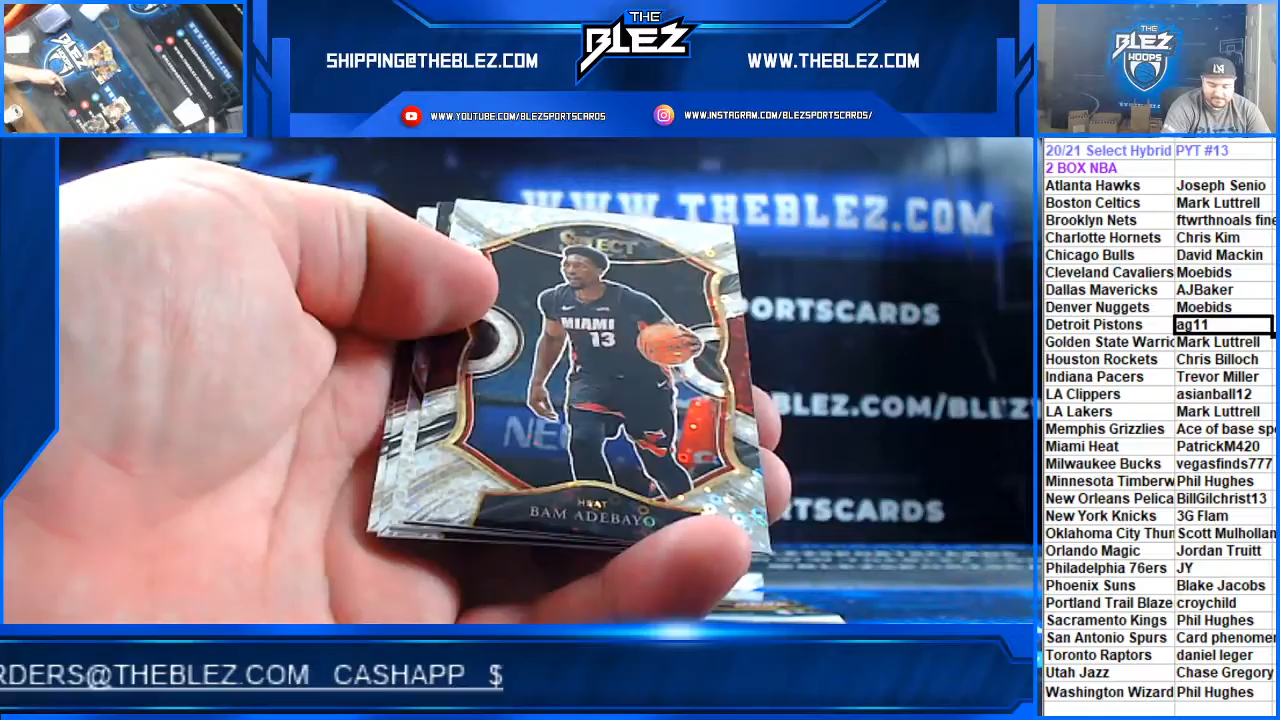 THE
BLEZ
SHIPPING@THEBLEZ.COM
WWW.THEBLEZ.COM
WWW.YOUTUBE.COM/BLEZSPORTSCARDS
WWW.INSTAGRAM.COM/BLEZSPORTSCARDS/
THE
BLEZ
HOOPS
WWW.THEBLEZ.COM
PORTSCARDS
BLEZ.COM/BLEZ
RTSCARDS
SELECT
MIAMI
13
HEAT
BAM ADEBAYO
20/21 Select Hybrid PYT #13
2 BOX NBA
Atlanta Hawks Joseph Senio
Boston Celtics Mark Luttrell
Brooklyn Nets ftwrthnoals fin
Charlotte Hornets Chris Kim
Chicago Bulls David Mackin
Cleveland Cavaliers Moebids
Dallas Mavericks AJBaker
Denver Nuggets Moebids
Detroit Pistons ag11
Golden State Warric Mark Luttrell
Houston Rockets Chris Billoch
Indiana Pacers Trevor Miller
LA Clippers asianball12
LA Lakers Mark Luttrell
Memphis Grizzlies Ace of base sp
Miami Heat PatrickM420
Milwaukee Bucks vegasfinds777
Minnesota Timberw Phil Hughes
New Orleans Pelica BillGilchrist13
New York Knicks 3G Flam
Oklahoma City Thun Scott Mulhollan
Orlando Magic Jordan Truitt
Philadelphia 76ers JY
Phoenix Suns Blake Jacobs
Portland Trail Blaze croychild
Sacramento Kings Phil Hughes
San Antonio Spurs Card phenomer
Toronto Raptors daniel leger
Utah Jazz Chase Gregory
Washington Wizard Phil Hughes
RDERS@THEBLEZ.COM CASHAPP $